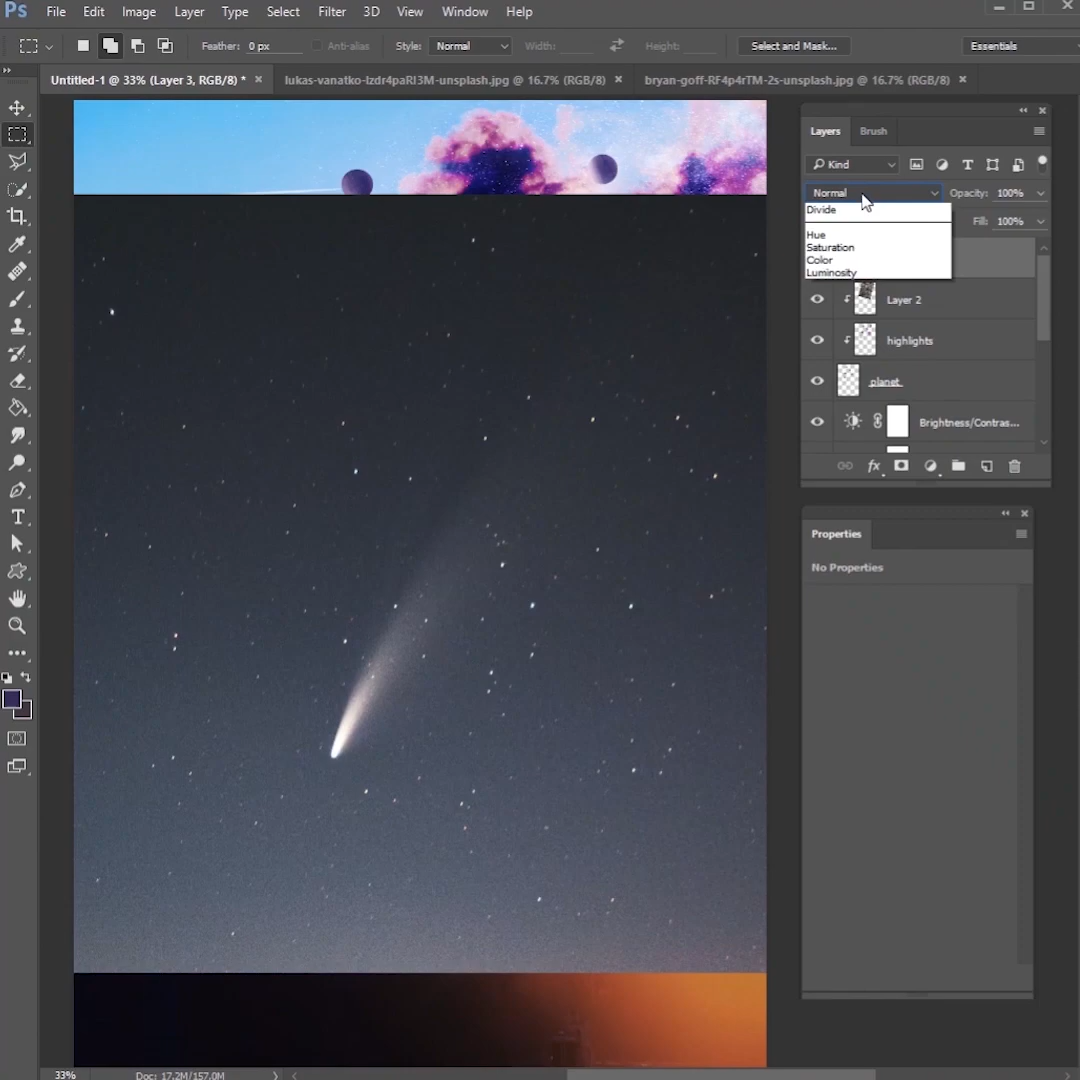 Ps File Edit Image Layer Type Select Filter 3D View Window Help
Feather: 0 px Anti-alias Style: Normal Width: Height: Select and Mask... Essentials
Untitled-1 @ 33% (Layer 3, RGB/8) * × lukas-vanatko-lzdr4paRI3M-unsplash.jpg @ 16.7% (RGB/8) × bryan-goff-RF4p4rTM-2s-unsplash.jpg @ 16.7% (RGB/8) ×
Layers Brush
Kind
Normal Opacity: 100%
Divide
Fill: 100%
Hue
Saturation
Color
Luminosity
Layer 2
highlights
planet
Brightness/Contras...
fx
Properties
No Properties
33% Doc: 17.2M/157.0M